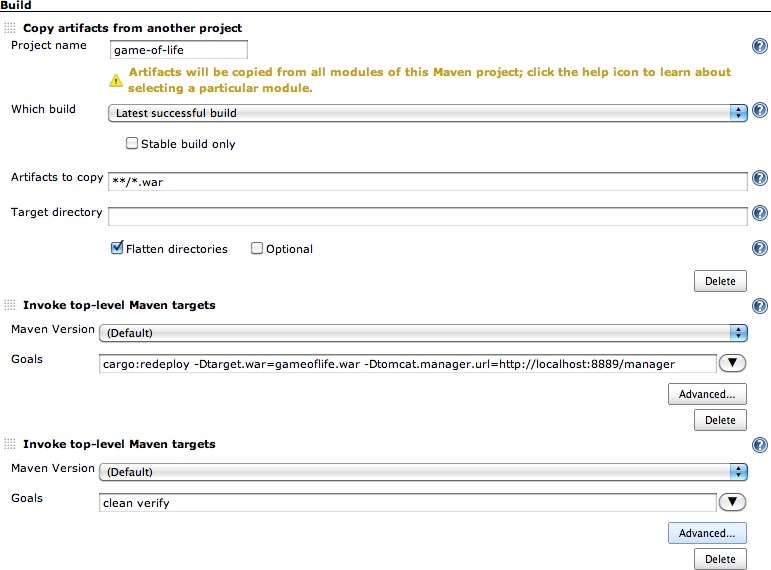 Build
Copy artifacts from another project
Project name
game-of-life
Artifacts will be copied from all modules of this Maven project; click the help icon to learn about
selecting a particular module.
Which build
Latest successful build
Stable build only
Artifacts to copy
**/*.war
Target directory
Flatten directories
Optional
Delete
Invoke top-level Maven targets
Maven Version
(Default)
Goals
cargo:redeploy -Dtarget.war=gameoflife.war -Dtomcat.manager.url=http://localhost:8889/manager
Advanced...
Delete
Invoke top-level Maven targets
Maven Version
(Default)
Goals
clean verify
Advanced...
Delete